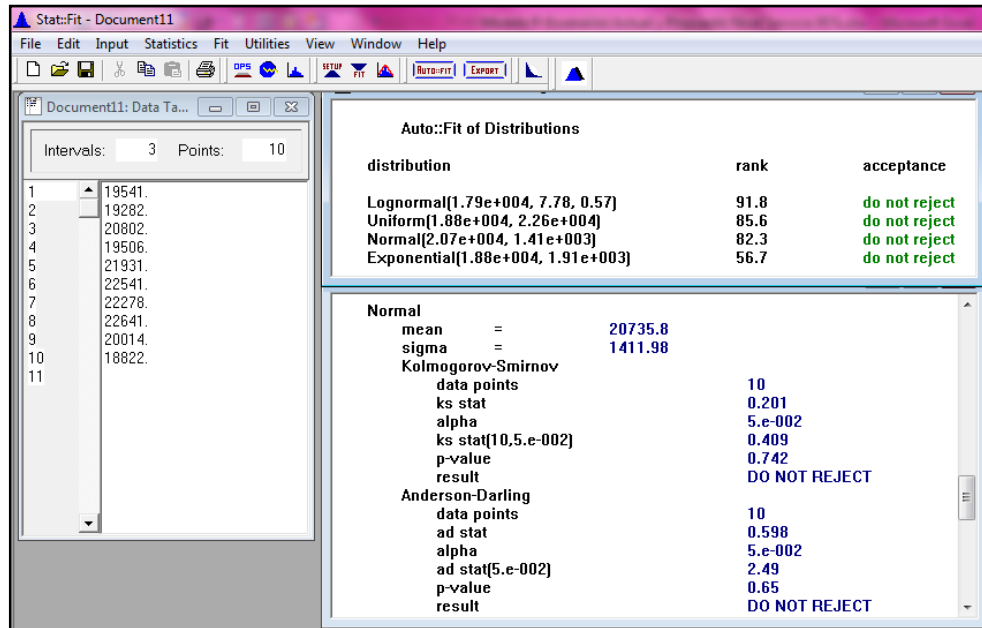 Stat::Fit - Document11
File Edit Input Statistics Fit Utilities View Window Help
OPS SETUP FIT AUTO::FIT EXPORT
Document11: Data Ta...
Intervals: 3 Points: 10
1 19541.
2 19282.
3 20802.
4 19506.
5 21931.
6 22541.
7 22278.
8 22641.
9 20014.
10 18822.
11
Auto::Fit of Distributions
distribution rank acceptance
Lognormal(1.79e+004, 7.78, 0.57) 91.8 do not reject
Uniform(1.88e+004, 2.26e+004) 85.6 do not reject
Normal(2.07e+004, 1.41e+003) 82.3 do not reject
Exponential(1.88e+004, 1.91e+003) 56.7 do not reject
Normal
mean = 20735.8
sigma = 1411.98
Kolmogorov-Smirnov
data points 10
ks stat 0.201
alpha 5.e-002
ks stat(10,5.e-002) 0.409
p-value 0.742
result DO NOT REJECT
Anderson-Darling
data points 10
ad stat 0.598
alpha 5.e-002
ad stat(5.e-002) 2.49
p-value 0.65
result DO NOT REJECT